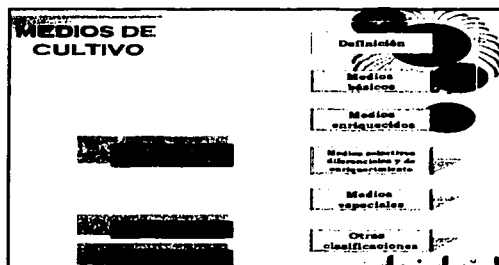 MEDIOS DE
CULTIVO
Definición
Medios
básicos
Medios
enriquecidos
Medios selectivos
diferenciales y de
enriquecimiento
Medios
especiales
Otras
clasificaciones